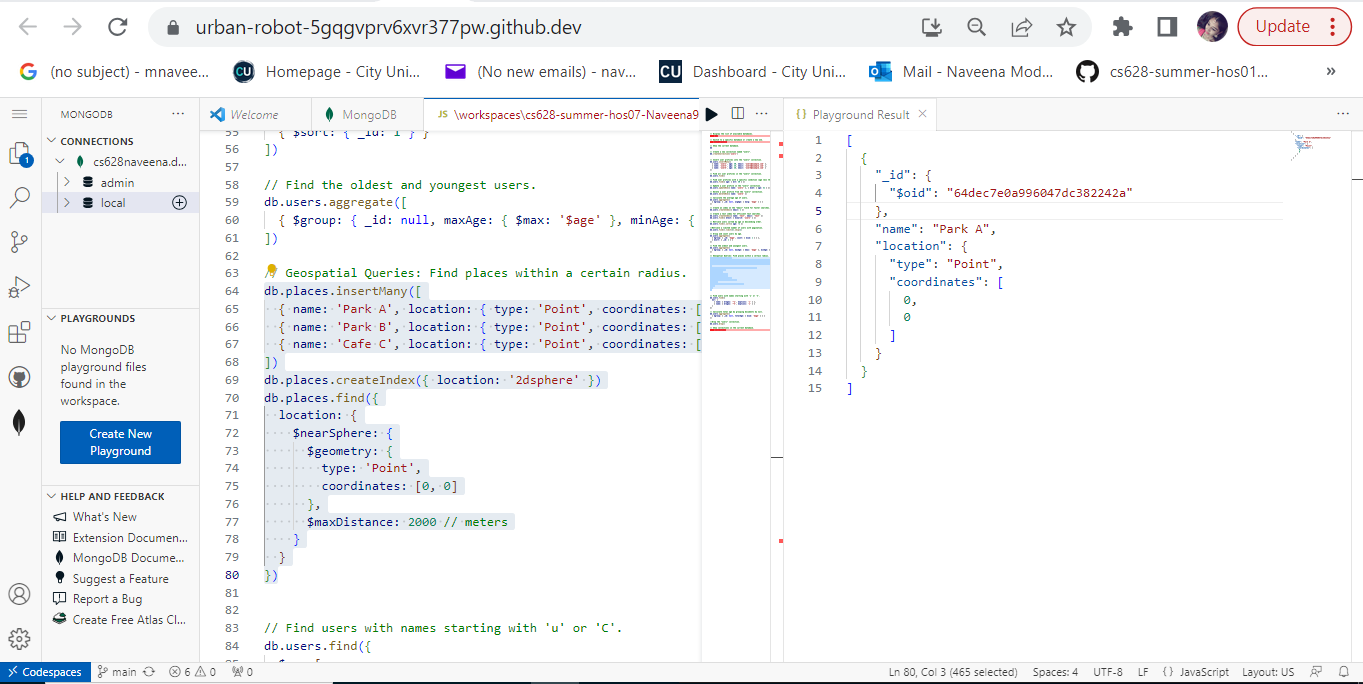 urban-robot-5gqgvprv6xvr377pw.github.dev
Update
(no subject) - mnavee...
CU
Homepage - City Uni...
(No new emails) - nav...
CU
Dashboard - City Uni...
Mail - Naveena Mod...
cs628-summer-hos01...
»
MONGODB
Welcome
MongoDB
JS \workspaces\cs628-summer-hos07-Naveena9
{} Playground Result
CONNECTIONS
cs628naveena.d...
admin
local
1
PLAYGROUNDS
No MongoDB
playground files
found in the
workspace.
Create New
Playground
HELP AND FEEDBACK
What's New
Extension Documen...
MongoDB Docume...
Suggest a Feature
Report a Bug
Create Free Atlas Cl...
55 { $sort: { _id: 1 } }
56 ])
57
58 // Find the oldest and youngest users.
59 db.users.aggregate([
60 { $group: { _id: null, maxAge: { $max: '$age' }, minAge: {
61 ])
62
63 Geospatial Queries: Find places within a certain radius.
64 db.places.insertMany([
65 { name: 'Park A', location: { type: 'Point', coordinates: [
66 { name: 'Park B', location: { type: 'Point', coordinates: [
67 { name: 'Cafe C', location: { type: 'Point', coordinates: [
68 ])
69 db.places.createIndex({ location: '2dsphere' })
70 db.places.find({
71 location: {
72 $nearSphere: {
73 $geometry: {
74 type: 'Point',
75 coordinates: [0, 0]
76 },
77 $maxDistance: 2000 // meters
78 }
79 }
80 })
81
82
83 // Find users with names starting with 'u' or 'C'.
84 db.users.find({
1 [
2 {
3 "_id": {
4 "$oid": "64dec7e0a996047dc382242a"
5 },
6 "name": "Park A",
7 "location": {
8 "type": "Point",
9 "coordinates": [
10 0,
11 0
12 ]
13 }
14 }
15 ]
Codespaces
main
6
0
0
Ln 80, Col 3 (465 selected)
Spaces: 4
UTF-8
LF
{} JavaScript
Layout: US